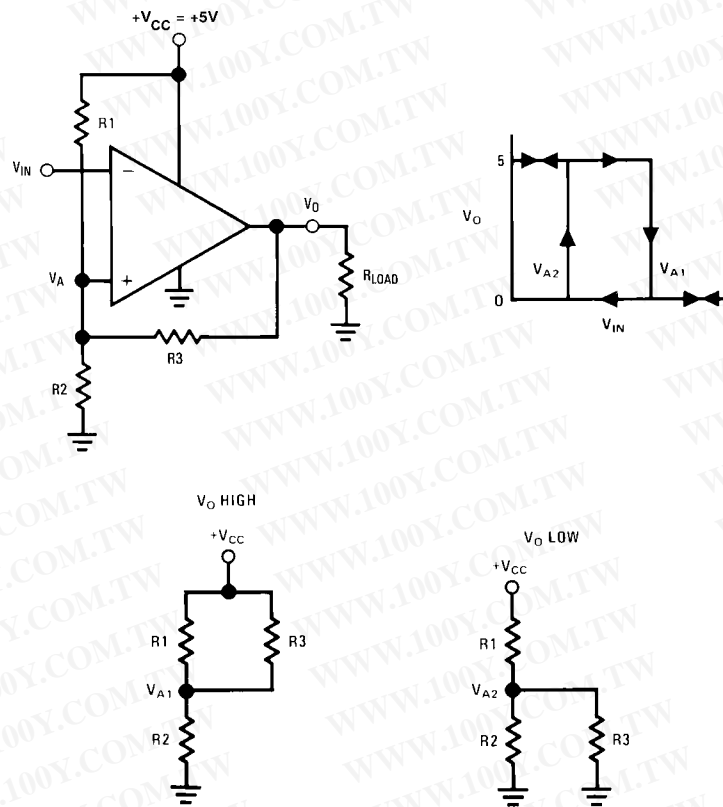 +VCC = +5V
R1
VIN
−
VO
5
VO
VA
+
RLOAD
VA2
VA1
0
R3
VIN
R2
VO HIGH
VO LOW
+VCC
+VCC
R1
R3
R1
VA1
VA2
R2
R2
R3
WWW.100Y.COM.TW